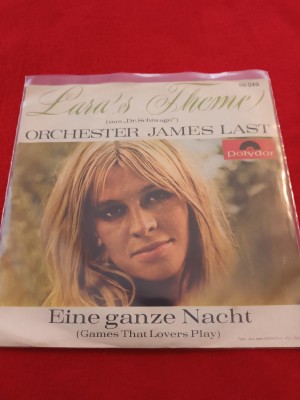 Lara's Theme
(aus „Dr. Schiwago")
ORCHESTER JAMES LAST
Polydor
Eine ganze Nacht
(Games That Lovers Play)